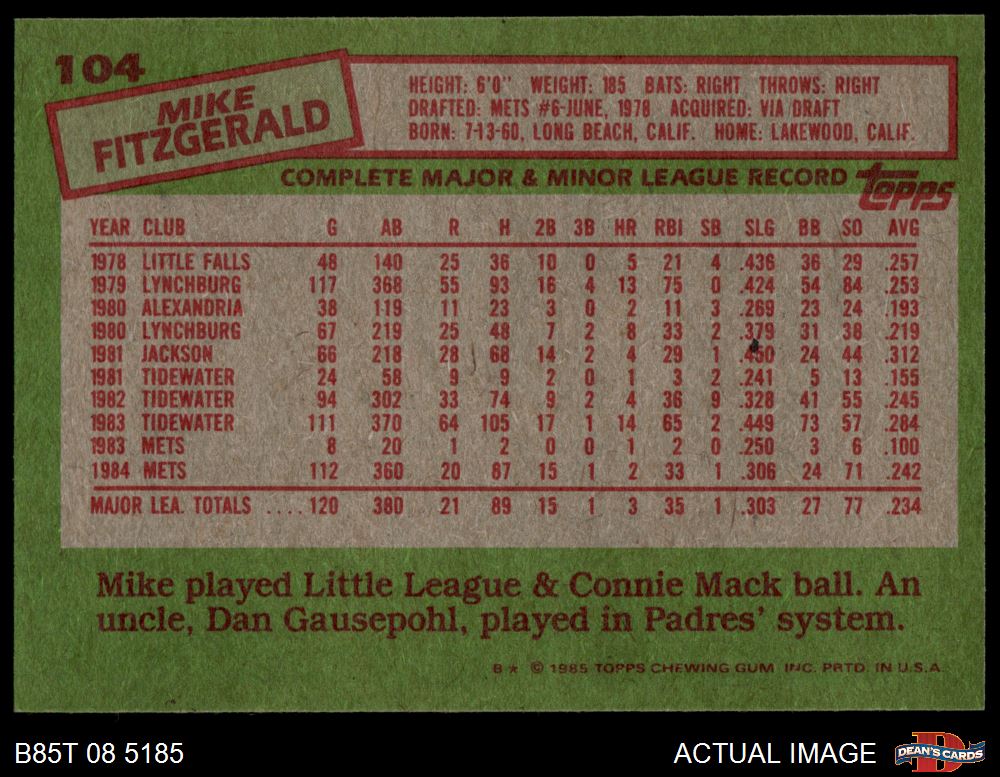 104
MIKE
FITZGERALD
HEIGHT: 6'0" WEIGHT: 185 BATS: RIGHT THROWS: RIGHT
DRAFTED: METS #6-JUNE, 1978 ACQUIRED: VIA DRAFT
BORN: 7-13-60, LONG BEACH, CALIF. HOME: LAKEWOOD, CALIF.
COMPLETE MAJOR & MINOR LEAGUE RECORD topps
YEAR CLUB G AB R H 2B 3B HR RBI SB SLG BB SO AVG
1978 LITTLE FALLS 48 140 25 36 10 0 5 21 4 .436 36 29 .257
1979 LYNCHBURG 117 368 55 93 16 4 13 75 0 .424 54 84 .253
1980 ALEXANDRIA 38 119 11 23 3 0 2 11 3 .269 23 24 .193
1980 LYNCHBURG 67 219 25 48 7 2 8 33 2 .379 31 38 .219
1981 JACKSON 66 218 28 68 14 2 4 29 1 .450 24 44 .312
1981 TIDEWATER 24 58 9 9 2 0 1 3 2 .241 5 13 .155
1982 TIDEWATER 94 302 33 74 9 2 4 36 9 .328 41 55 .245
1983 TIDEWATER 111 370 64 105 17 1 14 65 2 .449 73 57 .284
1983 METS 8 20 1 2 0 0 1 2 0 .250 3 6 .100
1984 METS 112 360 20 87 15 1 2 33 1 .306 24 71 .242
MAJOR LEA. TOTALS ....120 380 21 89 15 1 3 35 1 .303 27 77 .234
Mike played Little League & Connie Mack ball. An
uncle, Dan Gausepohl, played in Padres' system.
B★ © 1985 TOPPS CHEWING GUM INC. PRTD. IN U.S.A.
B85T 08 5185 ACTUAL IMAGE DEAN'S CARDS